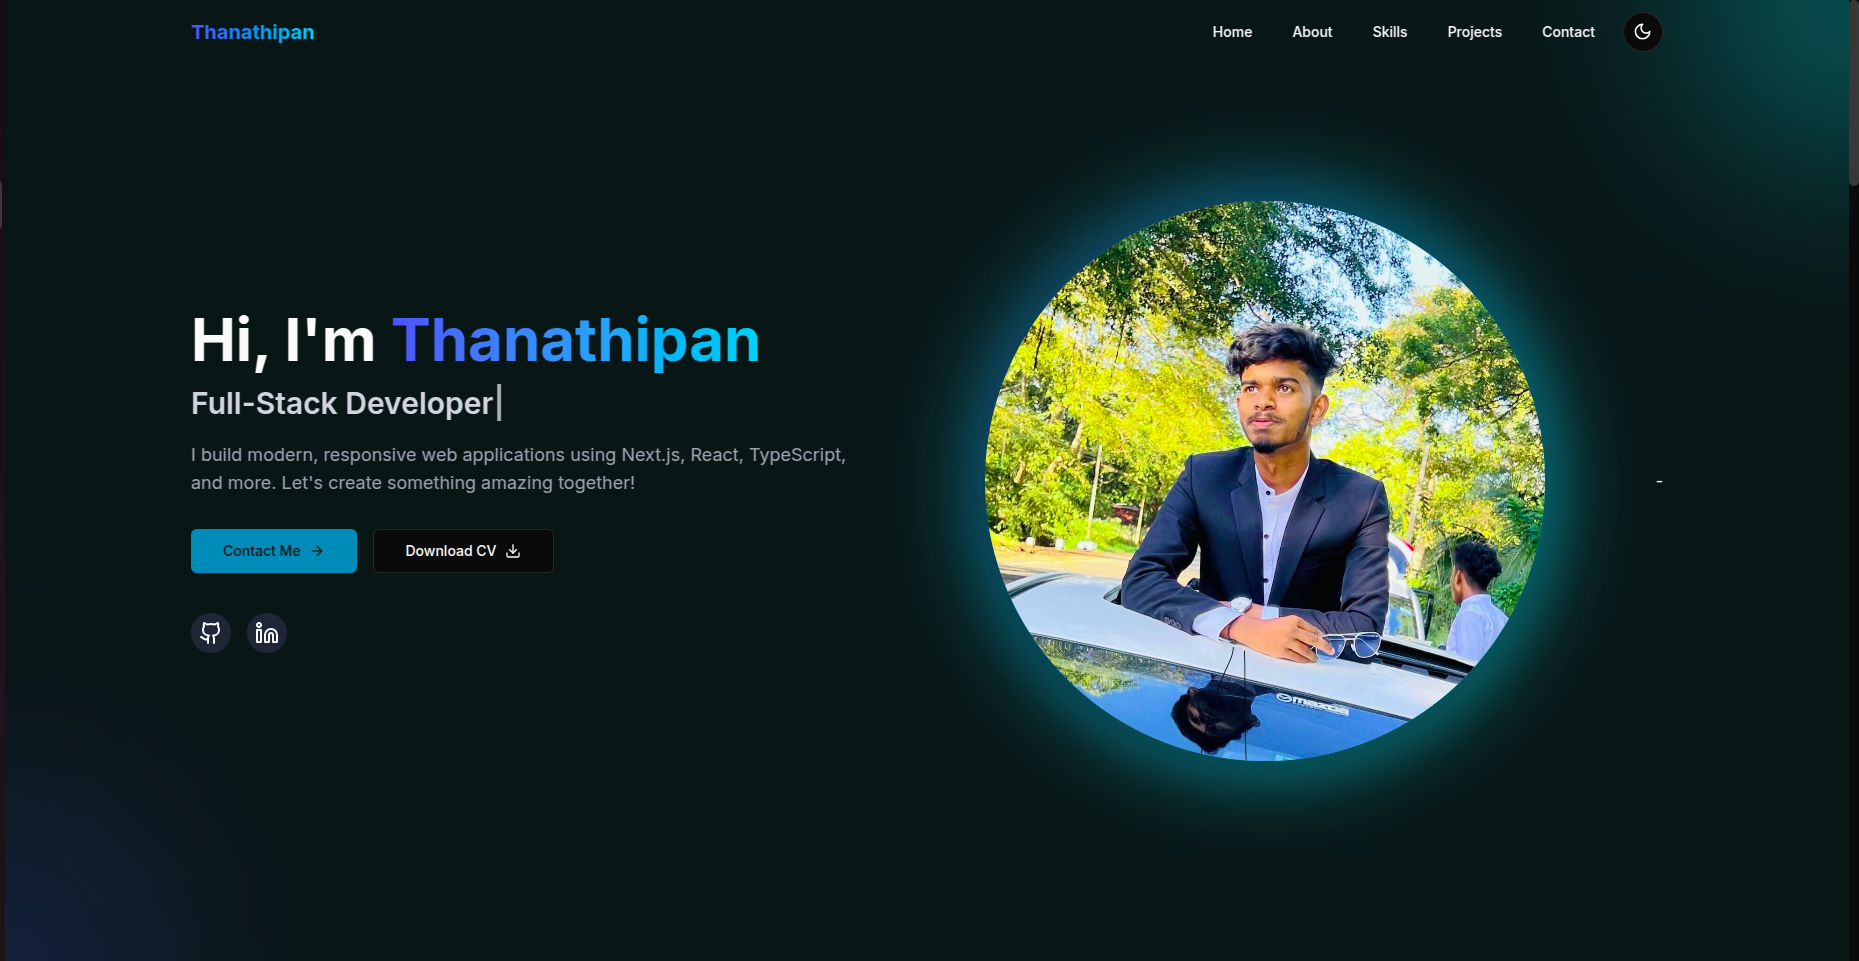 Thanathipan
Home About Skills Projects Contact
Hi, I'm Thanathipan
Full-Stack Developer|
I build modern, responsive web applications using Next.js, React, TypeScript,
and more. Let's create something amazing together!
Contact Me
Download CV
in
-
mazda